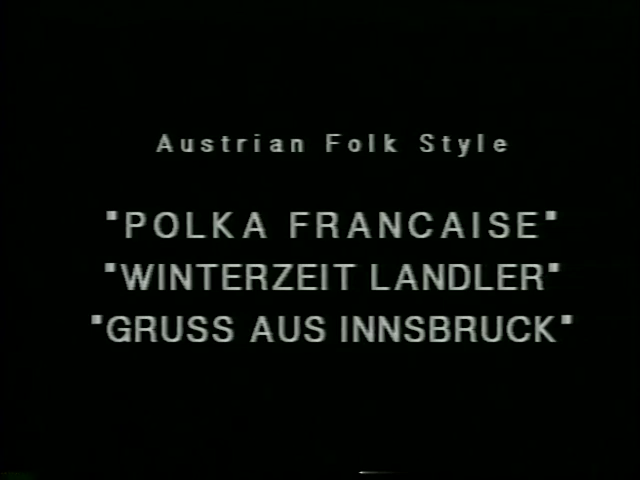 Austrian Folk Style
"POLKA FRANCAISE"
"WINTERZEIT LANDLER"
"GRUSS AUS INNSBRUCK"